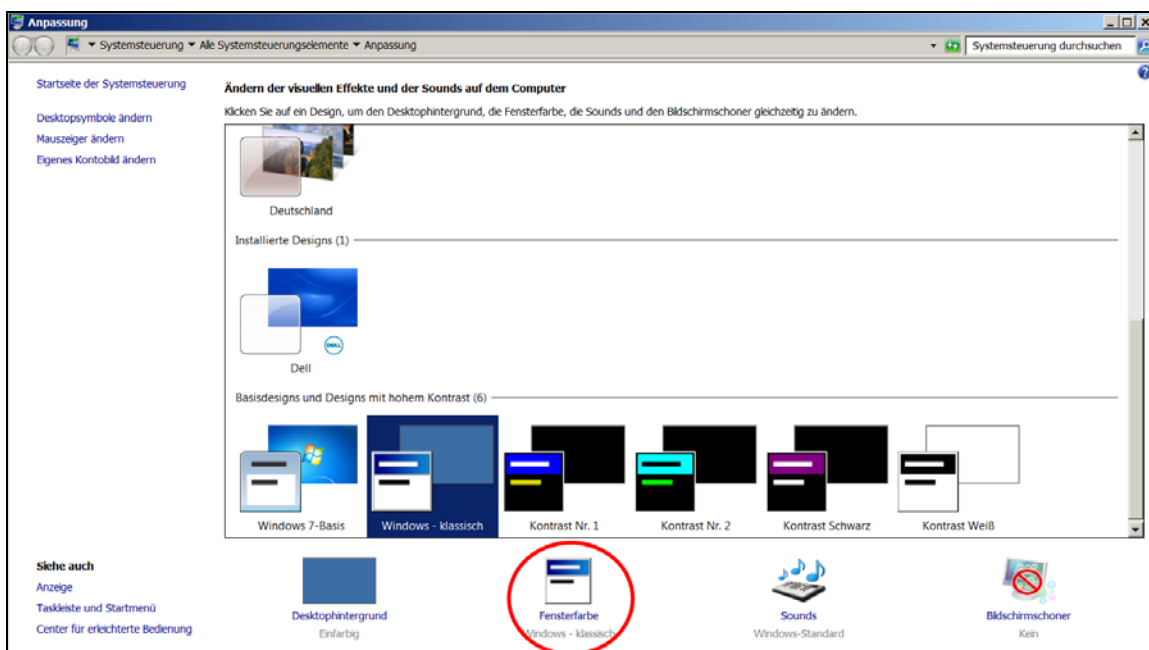 Anpassung
Systemsteuerung Alle Systemsteuerungselemente Anpassung
Systemsteuerung durchsuchen
Startseite der Systemsteuerung
Desktopsymbole ändern
Mauszeiger ändern
Eigenes Kontobild ändern
Ändern der visuellen Effekte und der Sounds auf dem Computer
Klicken Sie auf ein Design, um den Desktophintergrund, die Fensterfarbe, die Sounds und den Bildschirmschoner gleichzeitig zu ändern.
Deutschland
Installierte Designs (1)
DELL
Dell
Basisdesigns und Designs mit hohem Kontrast (6)
Windows 7-Basis Windows - klassisch Kontrast Nr. 1 Kontrast Nr. 2 Kontrast Schwarz Kontrast Weiß
Siehe auch
Anzeige
Taskleiste und Startmenü
Center für erleichterte Bedienung
Desktophintergrund
Einfarbig
Fensterfarbe
Windows - klassisch
Sounds
Windows-Standard
Bildschirmschoner
Kein